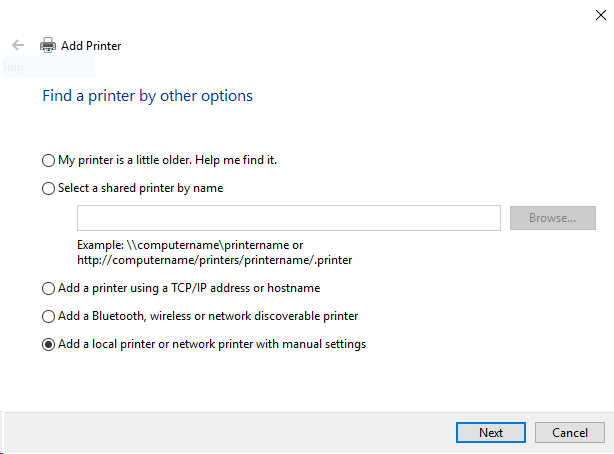 Add Printer
Snip
Find a printer by other options
My printer is a little older. Help me find it.
Select a shared printer by name
Browse...
Example: \\computername\printername or
http://computername/printers/printername/.printer
Add a printer using a TCP/IP address or hostname
Add a Bluetooth, wireless or network discoverable printer
Add a local printer or network printer with manual settings
Next
Cancel